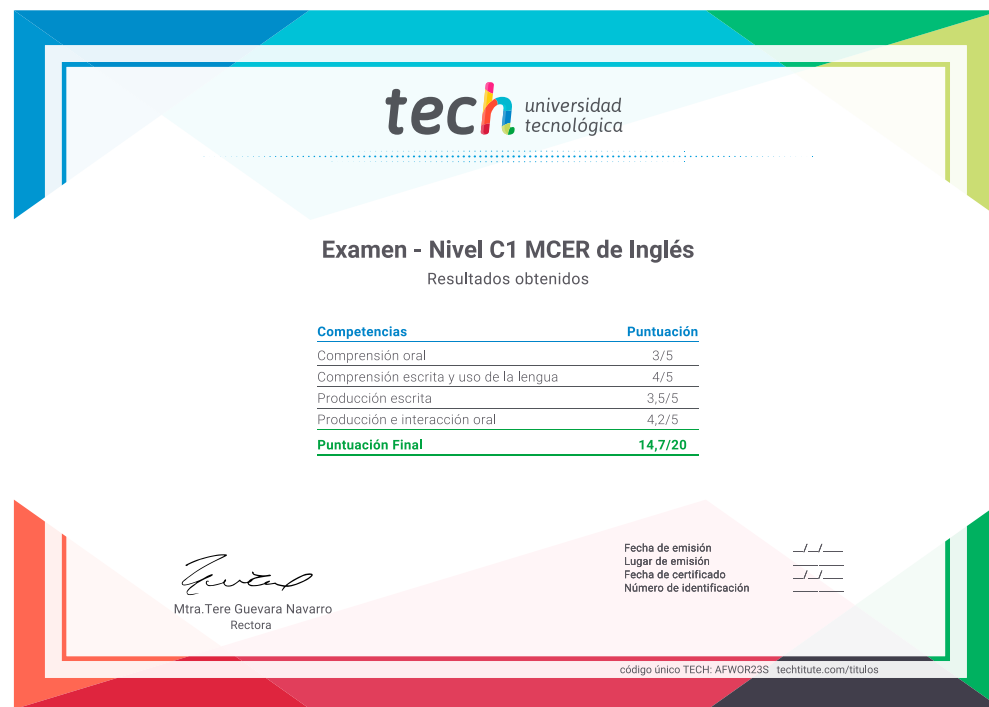 tech universidad
tecnológica
Examen - Nivel C1 MCER de Inglés
Resultados obtenidos
Competencias Puntuación
Comprensión oral 3/5
Comprensión escrita y uso de la lengua 4/5
Producción escrita 3,5/5
Producción e interacción oral 4,2/5
Puntuación Final 14,7/20
Mtra.Tere Guevara Navarro
Rectora
Fecha de emisión __/__/____
Lugar de emisión ________
Fecha de certificado __/__/____
Número de identificación ________
código único TECH: AFWOR23S techtitute.com/titulos